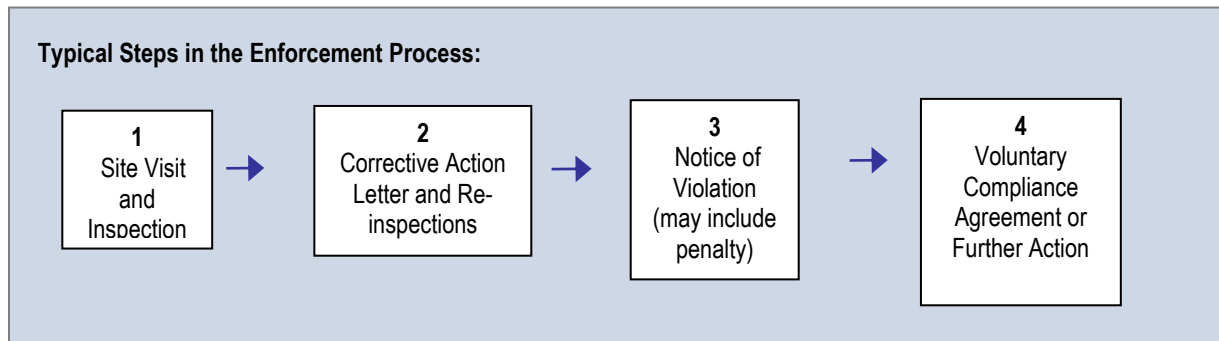 Typical Steps in the Enforcement Process:
1
Site Visit
and
Inspection
2
Corrective Action
Letter and Re-
inspections
3
Notice of
Violation
(may include
penalty)
4
Voluntary
Compliance
Agreement or
Further Action